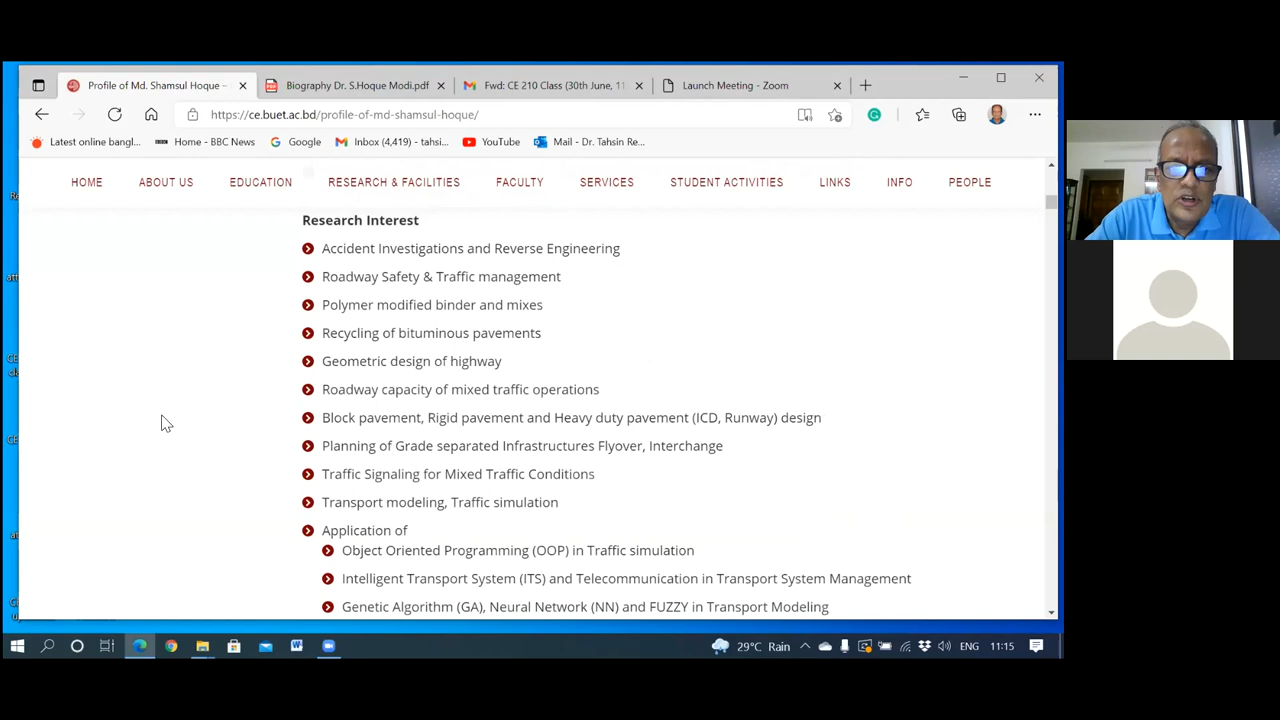 Profile of Md. Shamsul Hoque –
Biography Dr. S.Hoque Modi.pdf
Fwd: CE 210 Class (30th June, 11
Launch Meeting - Zoom
https://ce.buet.ac.bd/profile-of-md-shamsul-hoque/
Latest online bangl...
Home - BBC News
Google
Inbox (4,419) - tahsi...
YouTube
Mail - Dr. Tahsin Re...
HOME
ABOUT US
EDUCATION
RESEARCH & FACILITIES
FACULTY
SERVICES
STUDENT ACTIVITIES
LINKS
INFO
PEOPLE
Research Interest
Accident Investigations and Reverse Engineering
Roadway Safety & Traffic management
Polymer modified binder and mixes
Recycling of bituminous pavements
Geometric design of highway
Roadway capacity of mixed traffic operations
Block pavement, Rigid pavement and Heavy duty pavement (ICD, Runway) design
Planning of Grade separated Infrastructures Flyover, Interchange
Traffic Signaling for Mixed Traffic Conditions
Transport modeling, Traffic simulation
Application of
Object Oriented Programming (OOP) in Traffic simulation
Intelligent Transport System (ITS) and Telecommunication in Transport System Management
Genetic Algorithm (GA), Neural Network (NN) and FUZZY in Transport Modeling
29°C Rain
ENG
11:15